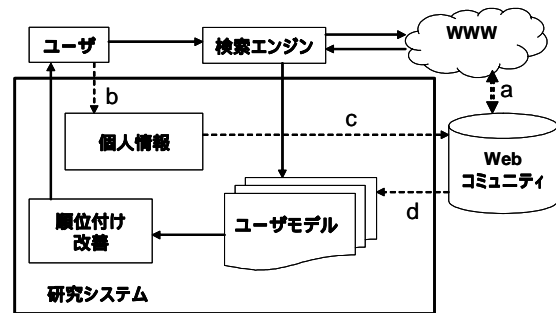 ユーザ
検索エンジン
WWW
b
a
個人情報
c
Web
コミュニティ
d
順位付け
改善
ユーザモデル
研究システム